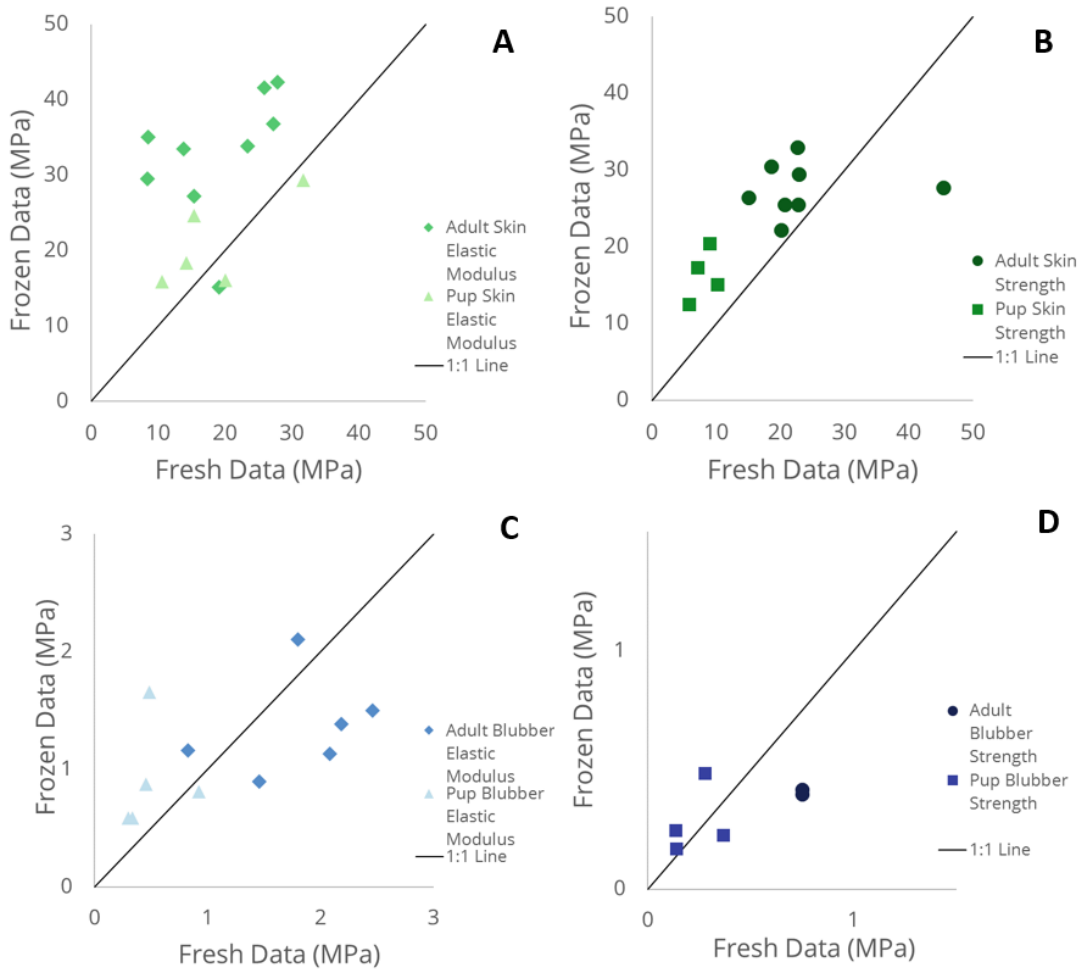 A
50
40
30
20
10
0
Frozen Data (MPa)
0 10 20 30 40 50
Fresh Data (MPa)
Adult Skin
Elastic
Modulus
Pup Skin
Elastic
Modulus
1:1 Line
B
50
40
30
20
10
0
Frozen Data (MPa)
0 10 20 30 40 50
Fresh Data (MPa)
Adult Skin
Strength
Pup Skin
Strength
1:1 Line
C
3
2
1
0
Frozen Data (MPa)
0 1 2 3
Fresh Data (MPa)
Adult Blubber
Elastic
Modulus
Pup Blubber
Elastic
Modulus
1:1 Line
D
1
0
Frozen Data (MPa)
0 1
Fresh Data (MPa)
Adult
Blubber
Strength
Pup Blubber
Strength
1:1 Line